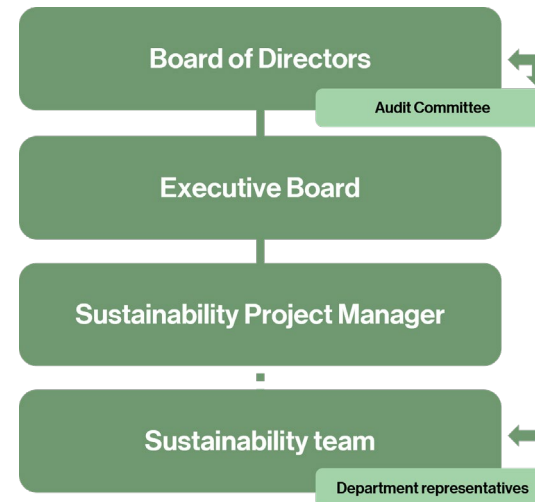 Board of Directors
Audit Committee
Executive Board
Sustainability Project Manager
Sustainability team
Department representatives